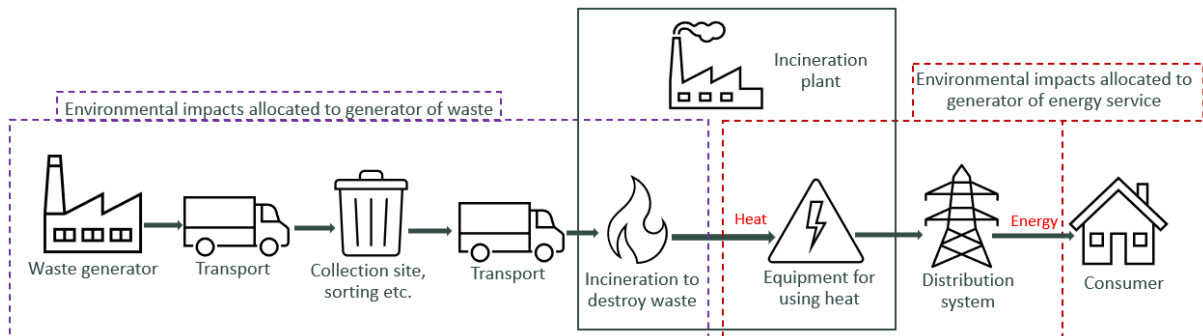 Incineration
plant
Environmental impacts allocated to
generator of energy service
Environmental impacts allocated to generator of waste
Heat
Energy
Waste generator
Transport
Collection site,
sorting etc.
Transport
Incineration to
destroy waste
Equipment for
using heat
Distribution
system
Consumer